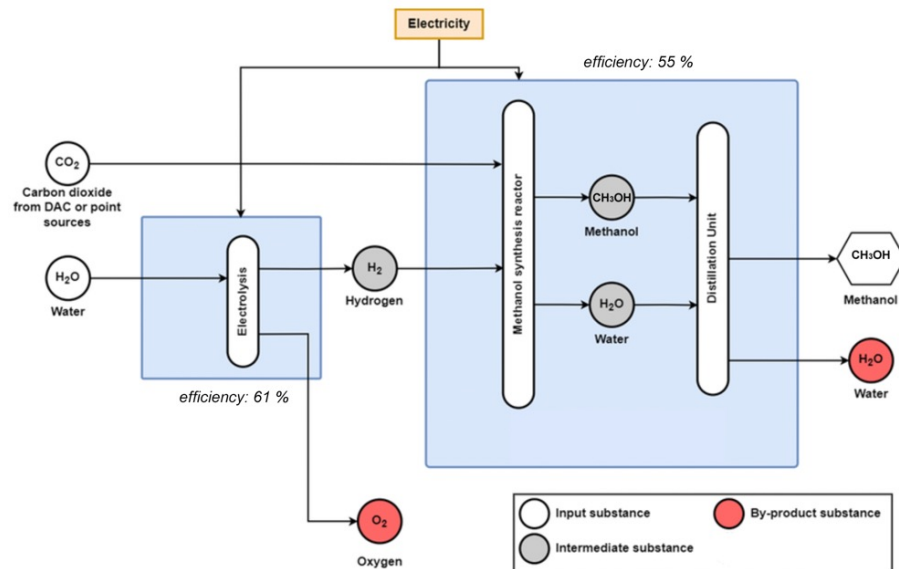 Electricity
efficiency: 55 %
CO₂
Carbon dioxide
from DAC or point
sources
H₂O
Water
Electrolysis
efficiency: 61 %
H₂
Hydrogen
O₂
Oxygen
Methanol synthesis reactor
CH₃OH
Methanol
H₂O
Water
Distillation Unit
CH₃OH
Methanol
H₂O
Water
Input substance
By-product substance
Intermediate substance